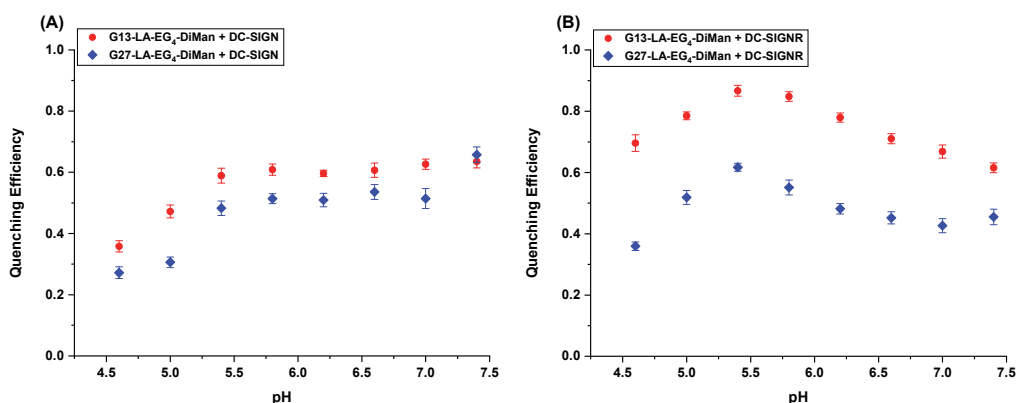 (A)
G13-LA-EG4-DiMan + DC-SIGN
G27-LA-EG4-DiMan + DC-SIGN
1.0
0.8
0.6
0.4
0.2
0.0
Quenching Efficiency
4.5 5.0 5.5 6.0 6.5 7.0 7.5
pH
(B)
G13-LA-EG4-DiMan + DC-SIGNR
G27-LA-EG4-DiMan + DC-SIGNR
1.0
0.8
0.6
0.4
0.2
0.0
Quenching Efficiency
4.5 5.0 5.5 6.0 6.5 7.0 7.5
pH